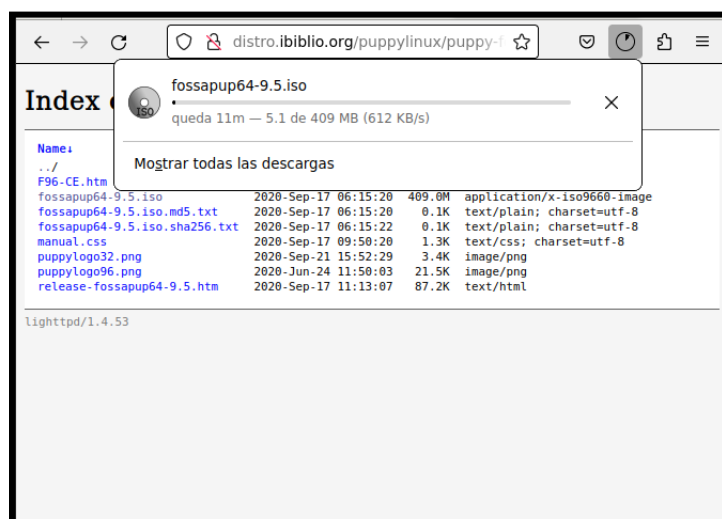 distro.ibiblio.org/puppylinux/puppy-f
Index
fossapup64-9.5.iso
ISO
queda 11m — 5.1 de 409 MB (612 KB/s)
Mostrar todas las descargas
Name↓
../
F96-CE.htm
fossapup64-9.5.iso 2020-Sep-17 06:15:20 409.0M application/x-iso9660-image
fossapup64-9.5.iso.md5.txt 2020-Sep-17 06:15:20 0.1K text/plain; charset=utf-8
fossapup64-9.5.iso.sha256.txt 2020-Sep-17 06:15:22 0.1K text/plain; charset=utf-8
manual.css 2020-Sep-17 09:50:20 1.3K text/css; charset=utf-8
puppylogo32.png 2020-Sep-21 15:52:29 3.4K image/png
puppylogo96.png 2020-Jun-24 11:50:03 21.5K image/png
release-fossapup64-9.5.htm 2020-Sep-17 11:13:07 87.2K text/html
lighttpd/1.4.53